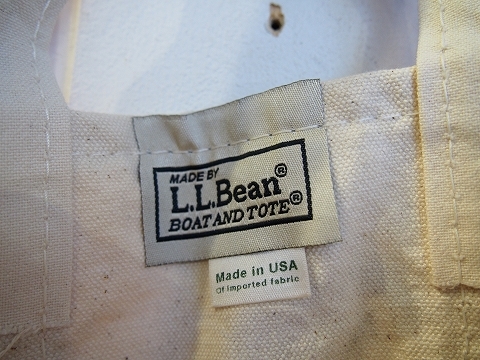 MADE BY
L.L.Bean®
BOAT AND TOTE®
Made in USA
Of imported fabric